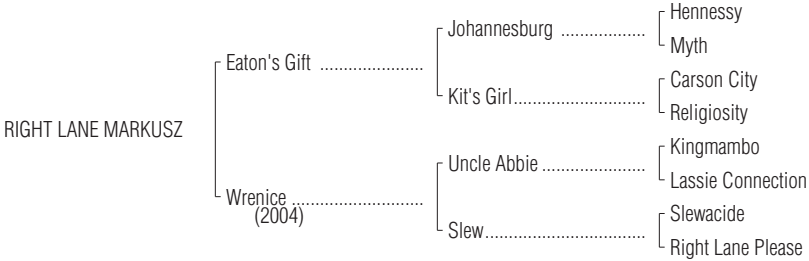 Hennessy
Johannesburg ..................
Myth
Eaton's Gift ......................
Carson City
Kit's Girl............................
Religiosity
RIGHT LANE MARKUSZ
Kingmambo
Uncle Abbie ......................
Lassie Connection
Wrenice ............................
(2004)
Slewacide
Slew..................................
Right Lane Please